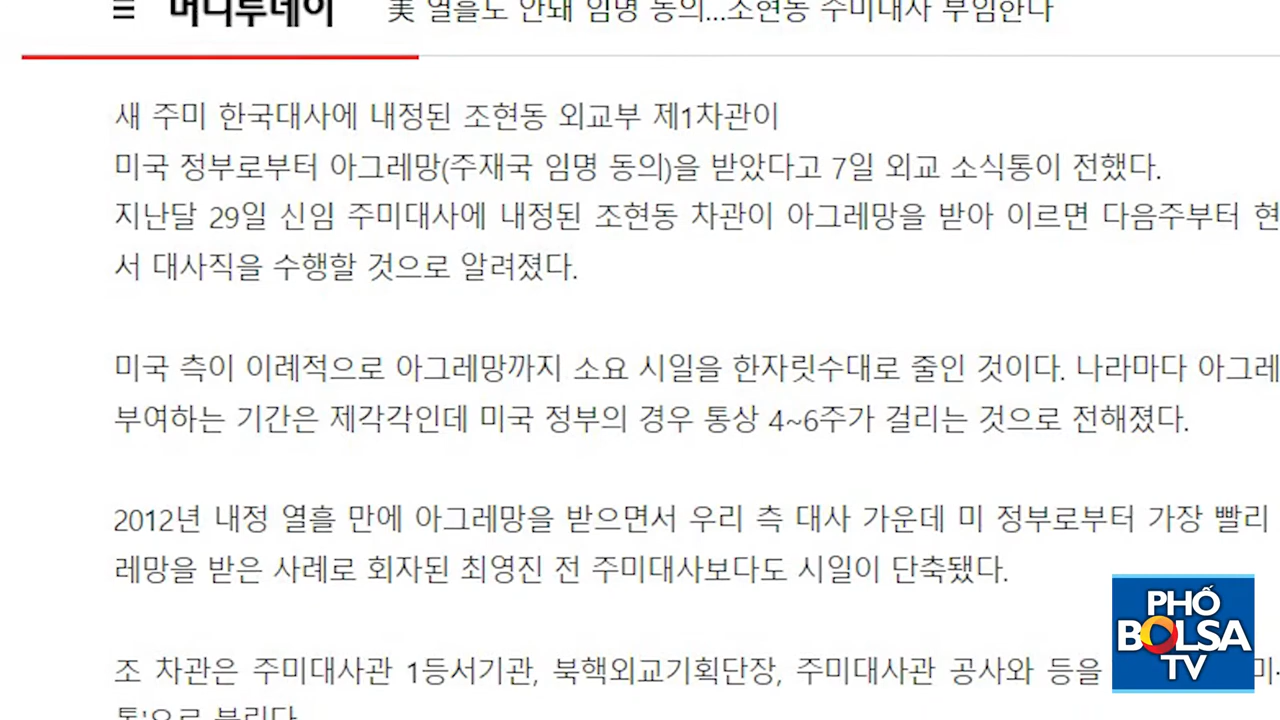 머니투데이 美 열흘도 안돼 임명 동의...조현동 주미대사 부임한다
새 주미 한국대사에 내정된 조현동 외교부 제1차관이
미국 정부로부터 아그레망(주재국 임명 동의)을 받았다고 7일 외교 소식통이 전했다.
지난달 29일 신임 주미대사에 내정된 조현동 차관이 아그레망을 받아 이르면 다음주부터 현
서 대사직을 수행할 것으로 알려졌다.
미국 측이 이례적으로 아그레망까지 소요 시일을 한자릿수대로 줄인 것이다. 나라마다 아그레
부여하는 기간은 제각각인데 미국 정부의 경우 통상 4~6주가 걸리는 것으로 전해졌다.
2012년 내정 열흘 만에 아그레망을 받으면서 우리 측 대사 가운데 미 정부로부터 가장 빨리
레망을 받은 사례로 회자된 최영진 전 주미대사보다도 시일이 단축됐다.
조 차관은 주미대사관 1등서기관, 북핵외교기획단장, 주미대사관 공사와 등을 미·
통'으로 불린다
PHỐ
BOLSA
TV